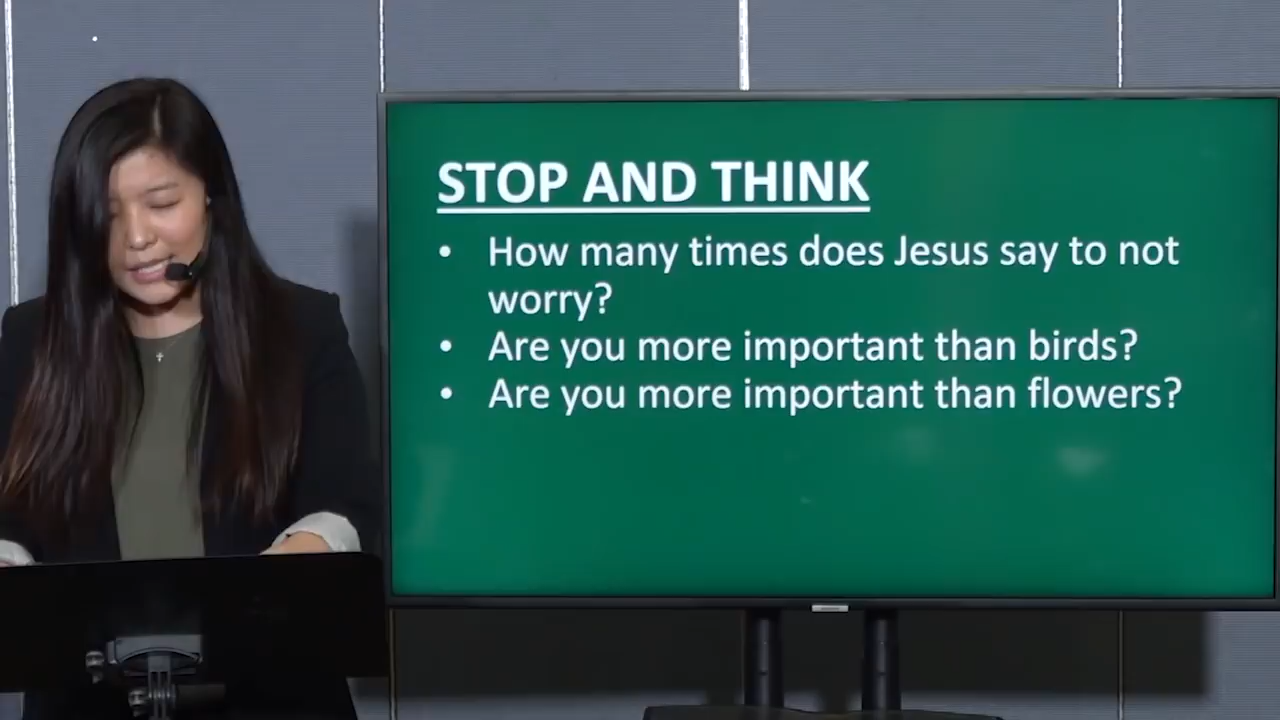 STOP AND THINK
• How many times does Jesus say to not
worry?
• Are you more important than birds?
• Are you more important than flowers?